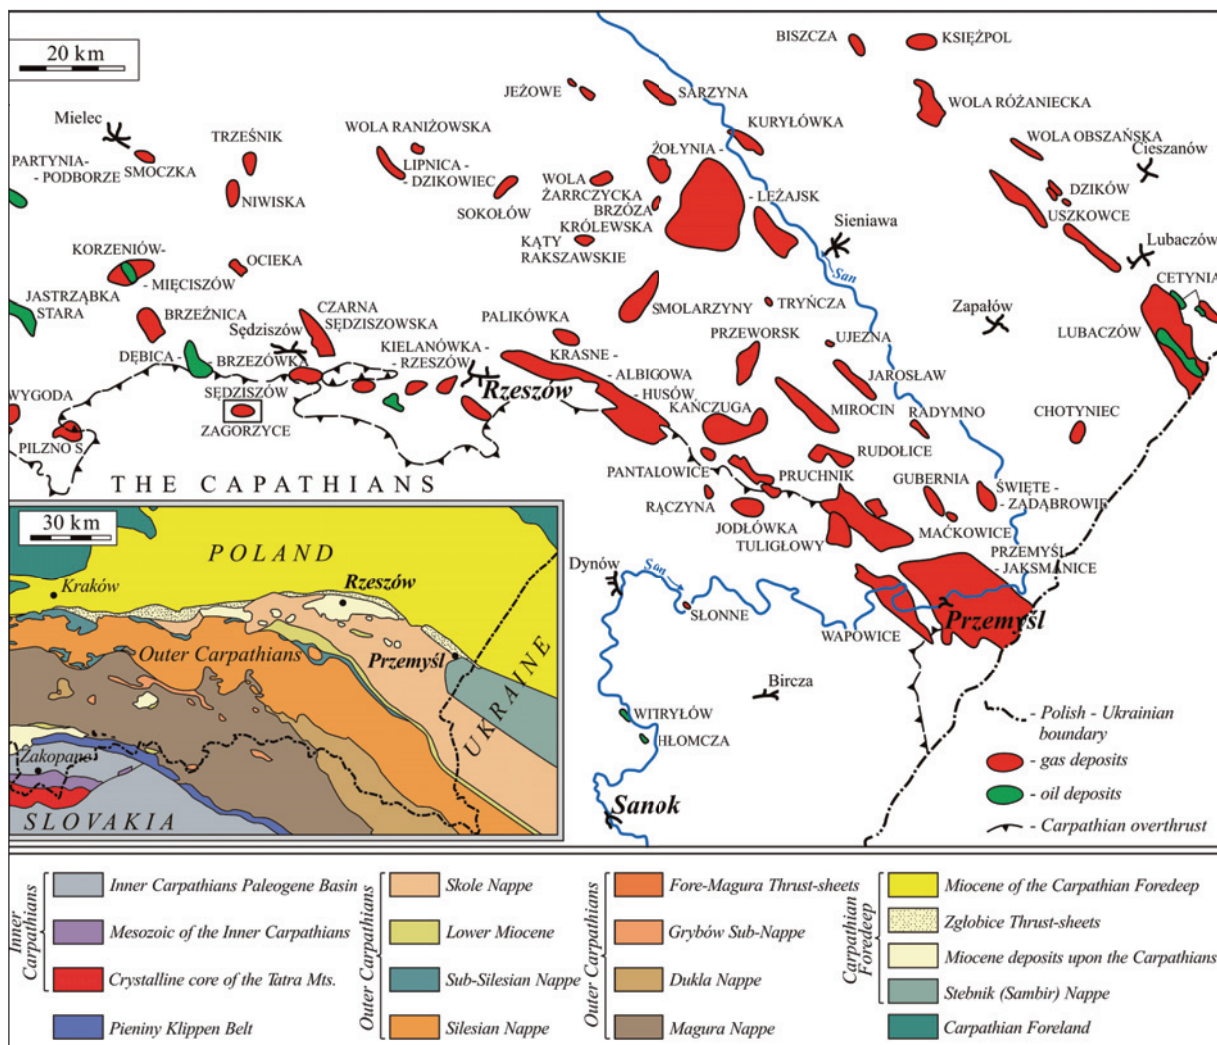 20 km
BISZCZA
KSIĘŻPOL
JEŻOWE
SARZYNA
WOLA RÓŻANIECKA
Mielec
TRZEŚNIK
WOLA RANIŻOWSKA
KURYŁÓWKA
WOLA OBSZAŃSKA
Cieszanów
PARTYNIA-
- PODBORZE
SMOCZKA
LIPNICA -
- DZIKOWIEC
ŻOŁYNIA -
- LEŻAJSK
NIWISKA
SOKOŁÓW
WOLA
ŻARRCZYCKA
BRZÓZA
KRÓLEWSKA
DZIKÓW
USZKOWCE
Sieniawa
KĄTY
RAKSZAWSKIE
Lubaczów
KORZENIÓW-
- MIĘCISZÓW
OCIEKA
San
CETYNIA
JASTRZĄBKA
STARA
BRZEŹNICA
CZARNA
SĘDZISZOWSKA
Sędziszów
PALIKÓWKA
SMOLARZYNY
TRYŃCZA
Zapałów
LUBACZÓW
PRZEWORSK
UJEZNA
DĘBICA -
- BRZEZÓWKA
KIELANÓWKA -
- RZESZÓW
KRASNE -
- ALBIGOWA
- HUSÓW
JAROSŁAW
Rzeszów
WYGODA
SĘDZISZÓW
ZAGORZYCE
KAŃCZUGA
MIROCIN
RADYMNO
CHOTYNIEC
PILZNO S.
RUDOŁICE
PANTALOWICE
PRUCHNIK
GUBERNIA
ŚWIĘTE -
- ZADĄBROWIE
THE CAPATHIANS
RĄCZYNA
JODŁÓWKA
TULIGŁOWY
MAĆKOWICE
PRZEMYŚL
- JAKSMANICE
30 km
POLAND
Kraków
Rzeszów
Outer Carpathians
Przemyśl
UKRAINE
Zakopane
SLOVAKIA
Dynów
San
SŁONNE
WAPOWICE
Przemyśl
Bircza
WITRYŁÓW
HŁOMCZA
Sanok
- Polish - Ukrainian
boundary
- gas deposits
- oil deposits
- Carpathian overthrust
Inner
Carpathians
Inner Carpathians Paleogene Basin
Mesozoic of the Inner Carpathians
Crystalline core of the Tatra Mts.
Pieniny Klippen Belt
Outer Carpathians
Skole Nappe
Lower Miocene
Sub-Silesian Nappe
Silesian Nappe
Outer Carpathians
Fore-Magura Thrust-sheets
Grybów Sub-Nappe
Dukla Nappe
Magura Nappe
Carpathian
Foredeep
Miocene of the Carpathian Foredeep
Zgłobice Thrust-sheets
Miocene deposits upon the Carpathians
Stebnik (Sambir) Nappe
Carpathian Foreland